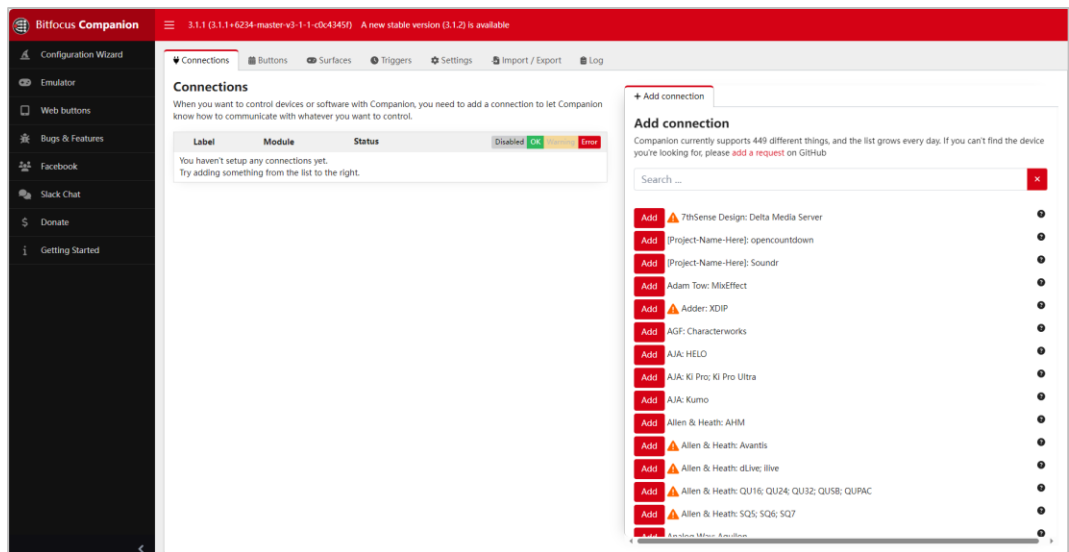 Bitfocus Companion
3.1.1 (3.1.1+6234-master-v3-1-1-c0c4345f) A new stable version (3.1.2) is available
Configuration Wizard
Emulator
Web buttons
Bugs & Features
Facebook
Slack Chat
Donate
Getting Started
Connections Buttons Surfaces Triggers Settings Import / Export Log
Connections
When you want to control devices or software with Companion, you need to add a connection to let Companion
know how to communicate with whatever you want to control.
Label Module Status Disabled OK Warning Error
You haven't setup any connections yet.
Try adding something from the list to the right.
+ Add connection
Add connection
Companion currently supports 449 different things, and the list grows every day. If you can't find the device
you're looking for, please add a request on GitHub
Search ...
Add 7thSense Design: Delta Media Server
Add [Project-Name-Here]: opencountdown
Add [Project-Name-Here]: Soundr
Add Adam Tow: MixEffect
Add Adder: XDIP
Add AGF: Characterworks
Add AJA: HELO
Add AJA: Ki Pro; Ki Pro Ultra
Add AJA: Kumo
Add Allen & Heath: AHM
Add Allen & Heath: Avantis
Add Allen & Heath: dLive; ilive
Add Allen & Heath: QU16; QU24; QU32; QUSB; QUPAC
Add Allen & Heath: SQ5; SQ6; SQ7
Add Analog Way: Aquilon